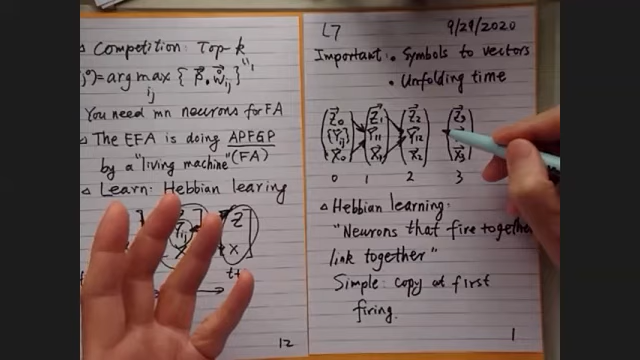 Competition: Top k
= arg max { P⃗ · w⃗ij }
ij
You need mn neurons for FA
The EFA is doing APFGP
by a "living machine" (FA)
Learn: Hebbian learing
Z
X
12
L7 9/29/2020
Important: • Symbols to vectors
• Unfolding time
Z⃗0 Z⃗1 Z⃗2 Z⃗3
{Yij} Y⃗11 Y⃗12
X⃗0 X⃗1 X⃗2 X⃗3
0 1 2 3
Hebbian learning:
"Neurons that fire together
link together"
Simple: copy at first
firing.
1